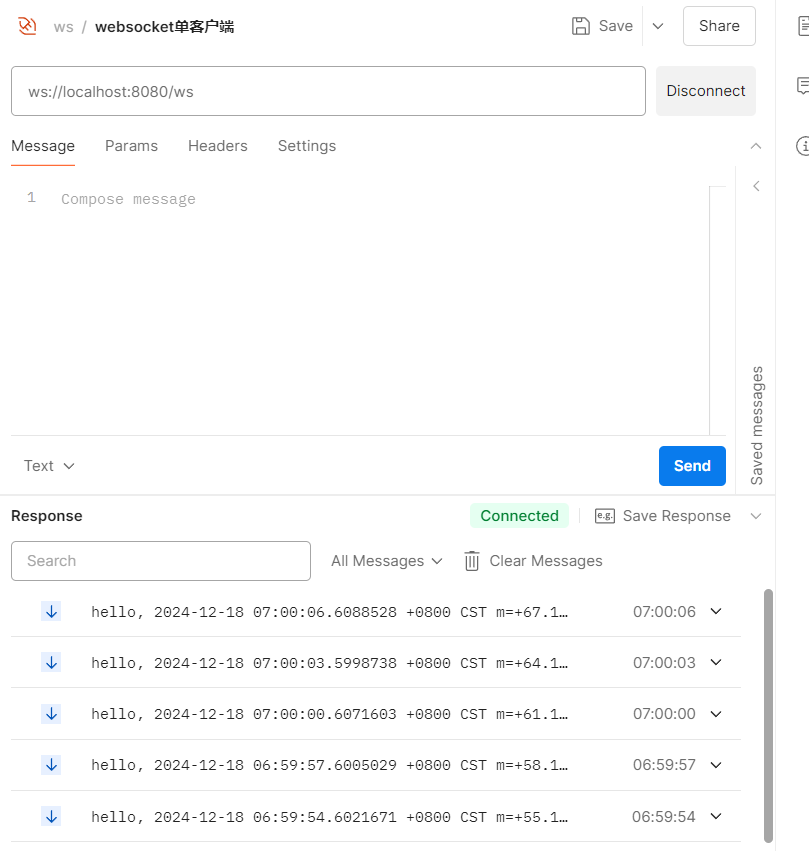 ws / websocket单客户端 Save Share
ws://localhost:8080/ws Disconnect
Message Params Headers Settings
1 Compose message
Saved messages
Text Send
Response Connected e.g. Save Response
Search All Messages Clear Messages
hello, 2024-12-18 07:00:06.6088528 +0800 CST m=+67.1… 07:00:06
hello, 2024-12-18 07:00:03.5998738 +0800 CST m=+64.1… 07:00:03
hello, 2024-12-18 07:00:00.6071603 +0800 CST m=+61.1… 07:00:00
hello, 2024-12-18 06:59:57.6005029 +0800 CST m=+58.1… 06:59:57
hello, 2024-12-18 06:59:54.6021671 +0800 CST m=+55.1… 06:59:54